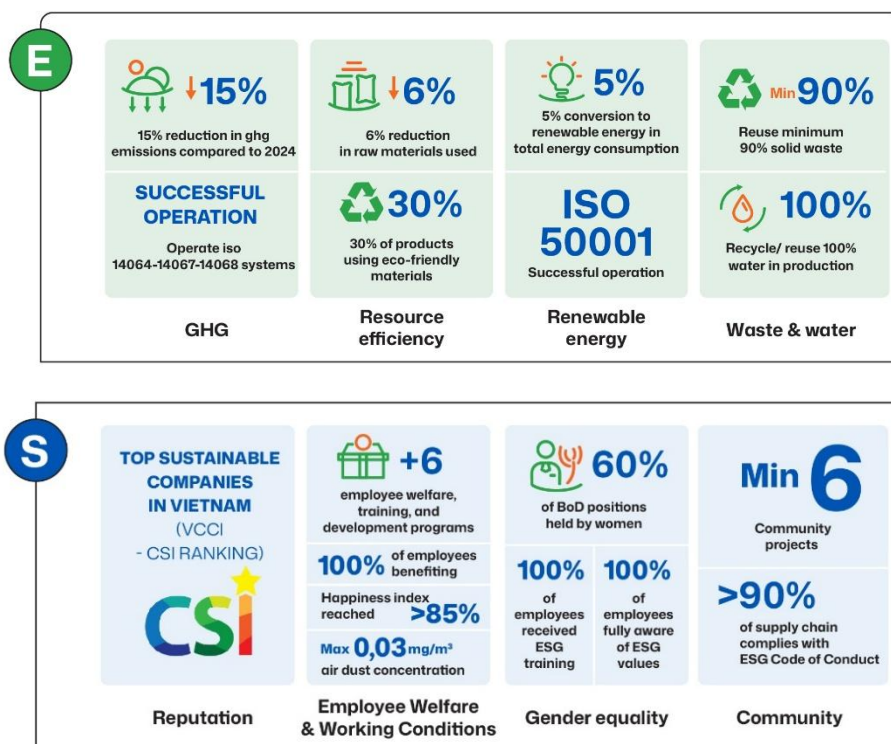 E
15%
15% reduction in ghg
emissions compared to 2024
SUCCESSFUL
OPERATION
Operate iso
14064-14067-14068 systems
GHG
6%
6% reduction
in raw materials used
30%
30% of products
using eco-friendly
materials
Resource
efficiency
5%
5% conversion to
renewable energy in
total energy consumption
ISO
50001
Successful operation
Renewable
energy
Min 90%
Reuse minimum
90% solid waste
100%
Recycle/ reuse 100%
water in production
Waste & water
S
TOP SUSTAINABLE
COMPANIES
IN VIETNAM
(VCCI
- CSI RANKING)
CSi
Reputation
+6
employee welfare,
training, and
development programs
100% of employees
benefiting
Happiness index
reached >85%
Max 0,03 mg/m³
air dust concentration
Employee Welfare
& Working Conditions
60%
of BoD positions
held by women
100%
of
employees
received
ESG
training
100%
of
employees
fully aware
of ESG
values
Gender equality
Min 6
Community
projects
>90%
of supply chain
complies with
ESG Code of Conduct
Community